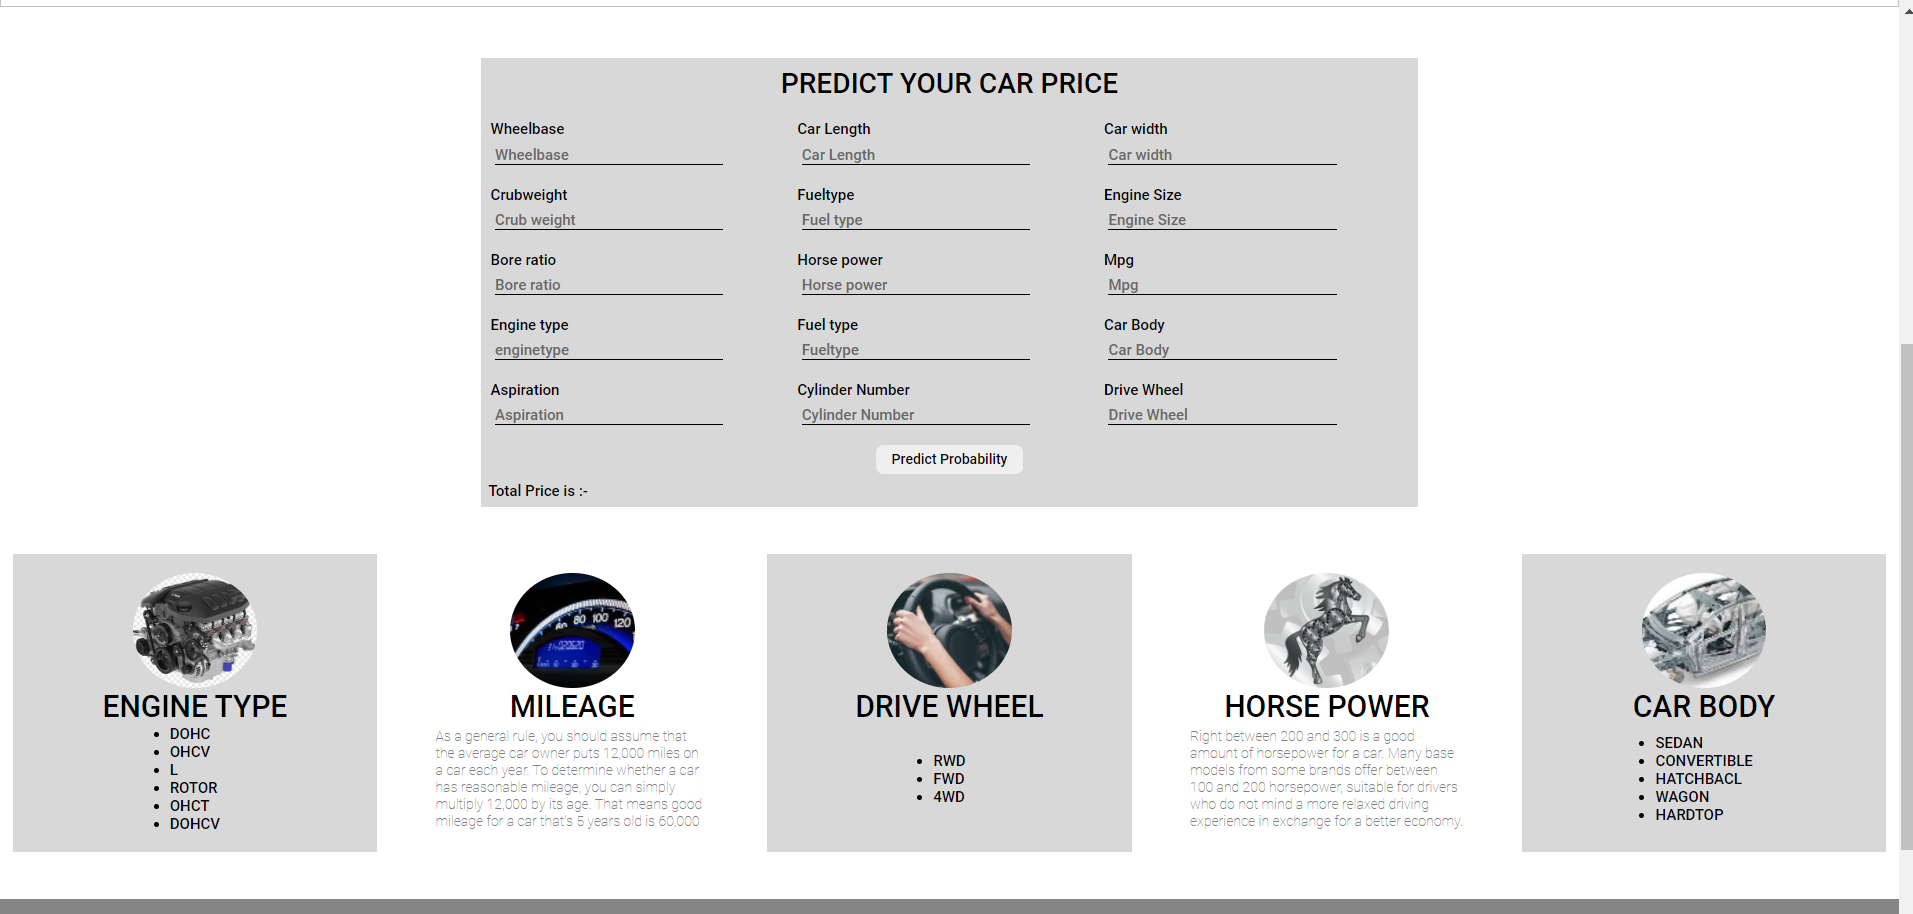 PREDICT YOUR CAR PRICE
Wheelbase Car Length Car width
Wheelbase Car Length Car width
Crubweight Fueltype Engine Size
Crub weight Fuel type Engine Size
Bore ratio Horse power Mpg
Bore ratio Horse power Mpg
Engine type Fuel type Car Body
enginetype Fueltype Car Body
Aspiration Cylinder Number Drive Wheel
Aspiration Cylinder Number Drive Wheel
Predict Probability
Total Price is :-
ENGINE TYPE
DOHC
OHCV
L
ROTOR
OHCT
DOHCV
80 100 120
MILEAGE
As a general rule, you should assume that
the average car owner puts 12,000 miles on
a car each year. To determine whether a car
has reasonable mileage, you can simply
multiply 12,000 by its age. That means good
mileage for a car that's 5 years old is 60,000
DRIVE WHEEL
RWD
FWD
4WD
HORSE POWER
Right between 200 and 300 is a good
amount of horsepower for a car. Many base
models from some brands offer between
100 and 200 horsepower, suitable for drivers
who do not mind a more relaxed driving
experience in exchange for a better economy.
CAR BODY
SEDAN
CONVERTIBLE
HATCHBACL
WAGON
HARDTOP